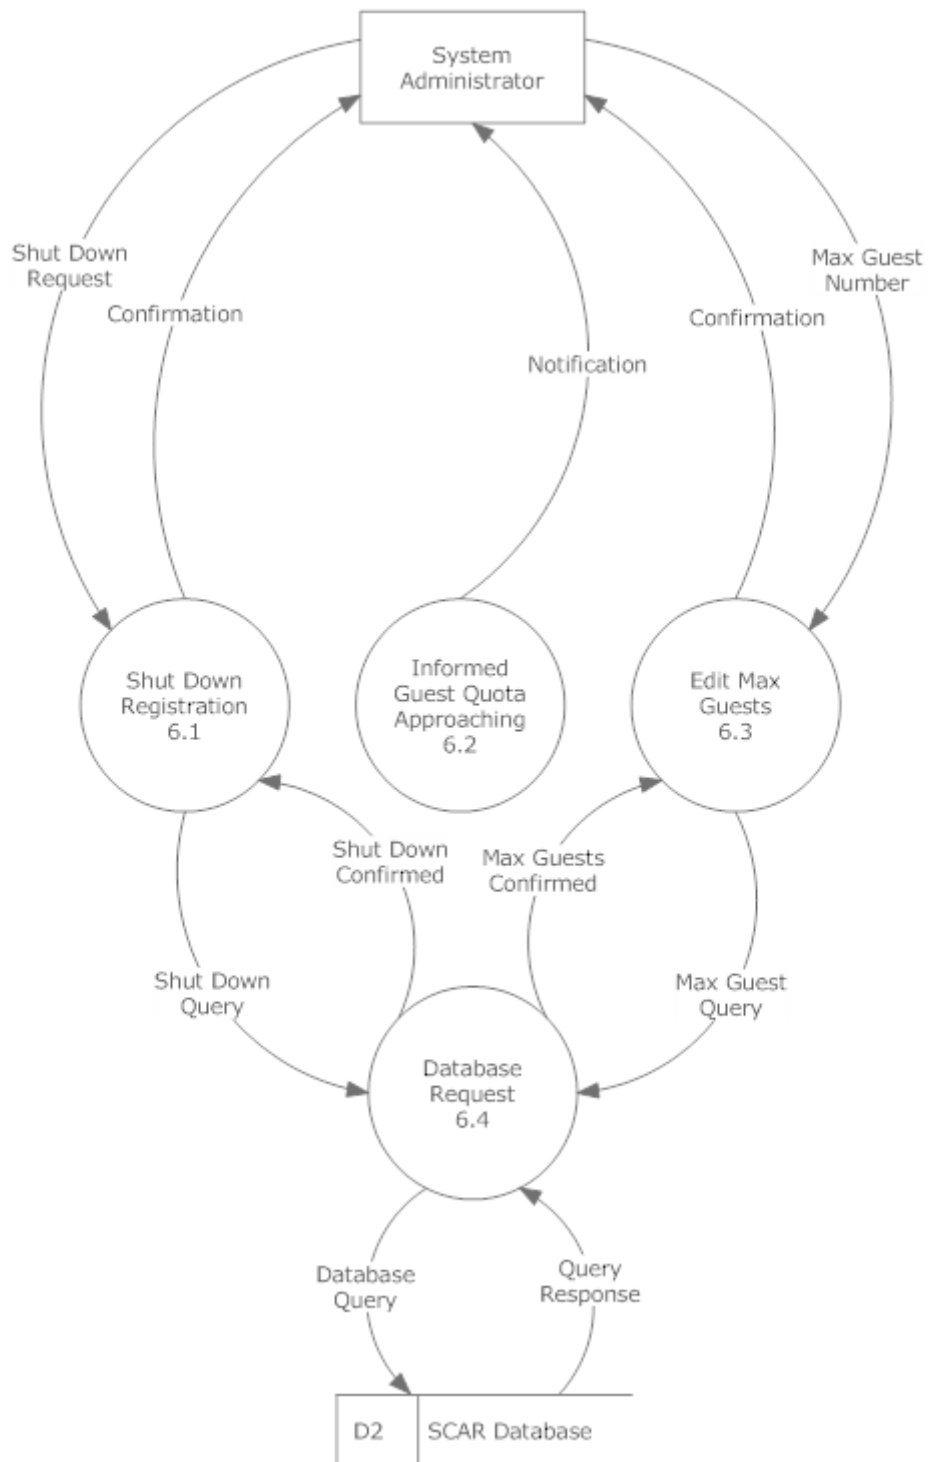 System
Administrator
Shut Down
Request
Max Guest
Number
Confirmation
Confirmation
Notification
Shut Down
Registration
6.1
Informed
Guest Quota
Approaching
6.2
Edit Max
Guests
6.3
Shut Down
Confirmed
Max Guests
Confirmed
Shut Down
Query
Max Guest
Query
Database
Request
6.4
Database
Query
Query
Response
D2
SCAR Database